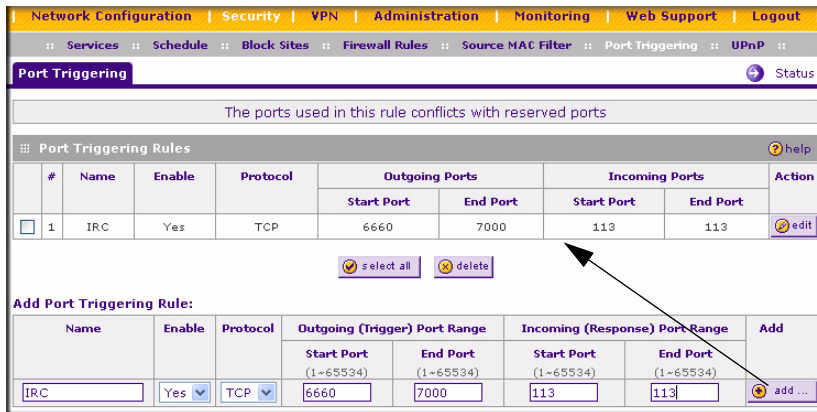 Network Configuration | Security | VPN | Administration | Monitoring | Web Support | Logout
:: Services :: Schedule :: Block Sites :: Firewall Rules :: Source MAC Filter :: Port Triggering :: UPnP ::
Port Triggering Status
The ports used in this rule conflicts with reserved ports
Port Triggering Rules help
# Name Enable Protocol Outgoing Ports Incoming Ports Action
Start Port End Port Start Port End Port
1 IRC Yes TCP 6660 7000 113 113 edit
select all delete
Add Port Triggering Rule:
Name Enable Protocol Outgoing (Trigger) Port Range Incoming (Response) Port Range Add
Start Port End Port Start Port End Port
(1~65534) (1~65534) (1~65534) (1~65534)
IRC Yes TCP 6660 7000 113 113 add ...